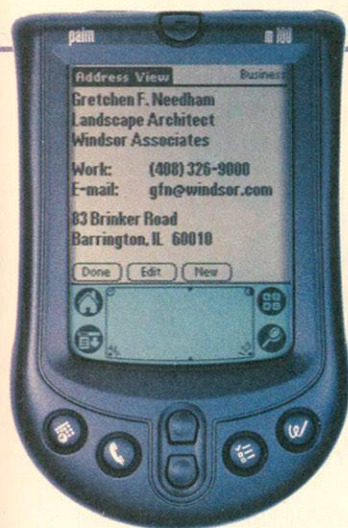 palm m100
Address View Business
Gretchen F. Needham
Landscape Architect
Windsor Associates
Work: (408) 326-9000
E-mail: gfn@windsor.com
83 Brinker Road
Barrington, IL 60010
Done Edit New